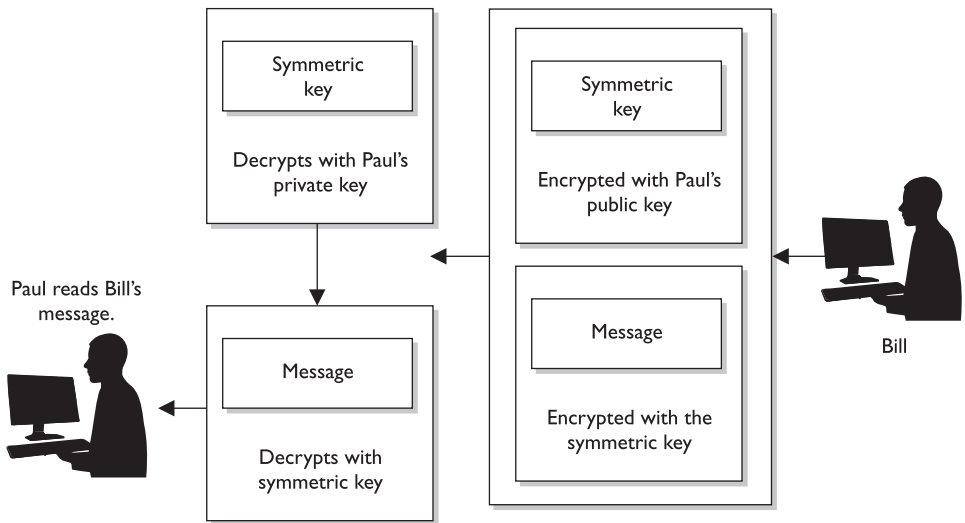 Symmetric
key
Decrypts with Paul's
private key
Symmetric
key
Encrypted with Paul's
public key
Paul reads Bill's
message.
Message
Decrypts with
symmetric key
Message
Encrypted with the
symmetric key
Bill